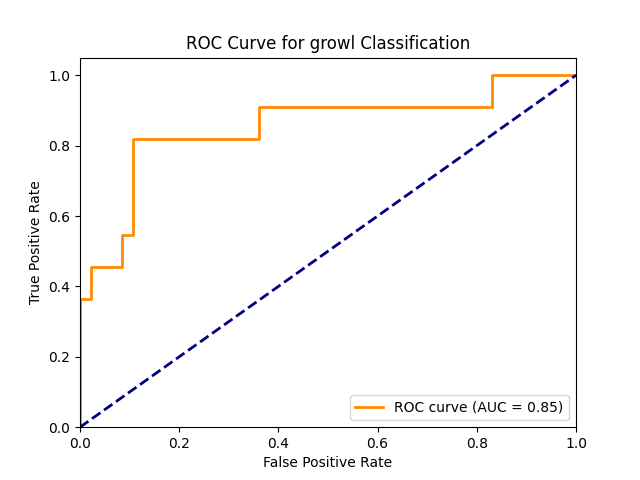 ROC Curve for growl Classification
1.0
0.8
0.6
0.4
0.2
0.0
True Positive Rate
ROC curve (AUC = 0.85)
0.0 0.2 0.4 0.6 0.8 1.0
False Positive Rate